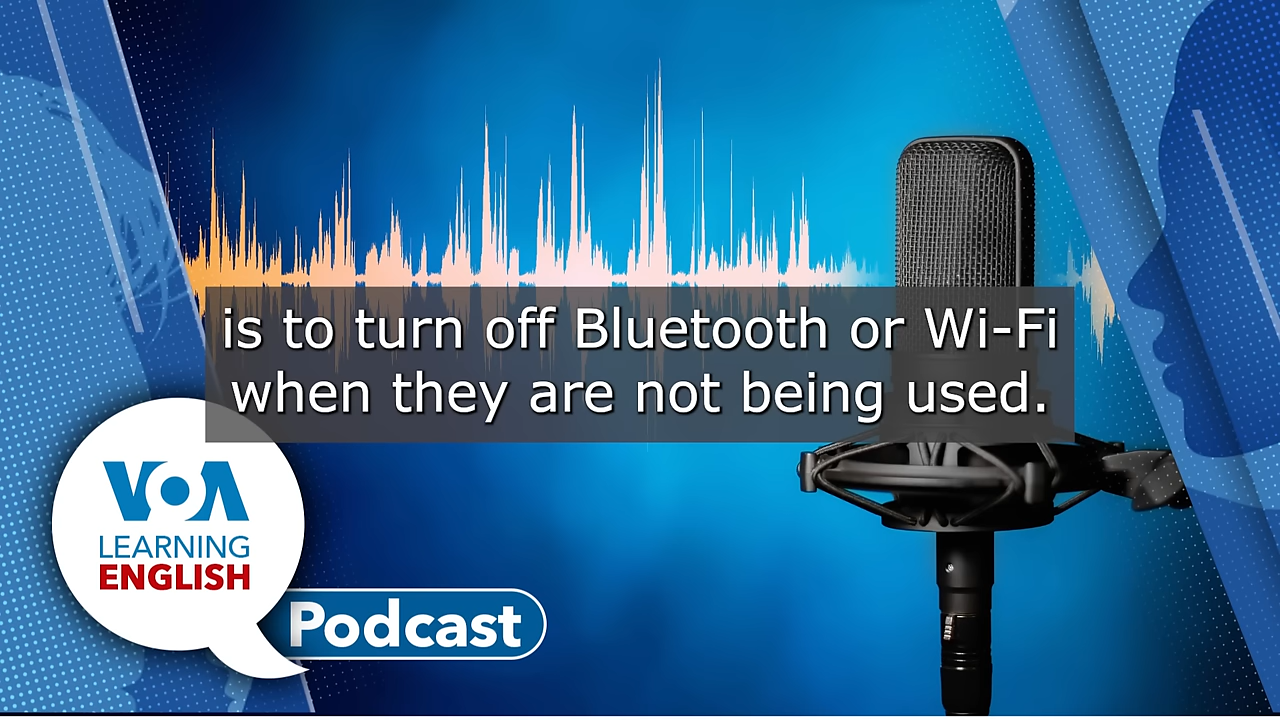 is to turn off Bluetooth or Wi-Fi
when they are not being used.
VOA
LEARNING
ENGLISH
Podcast